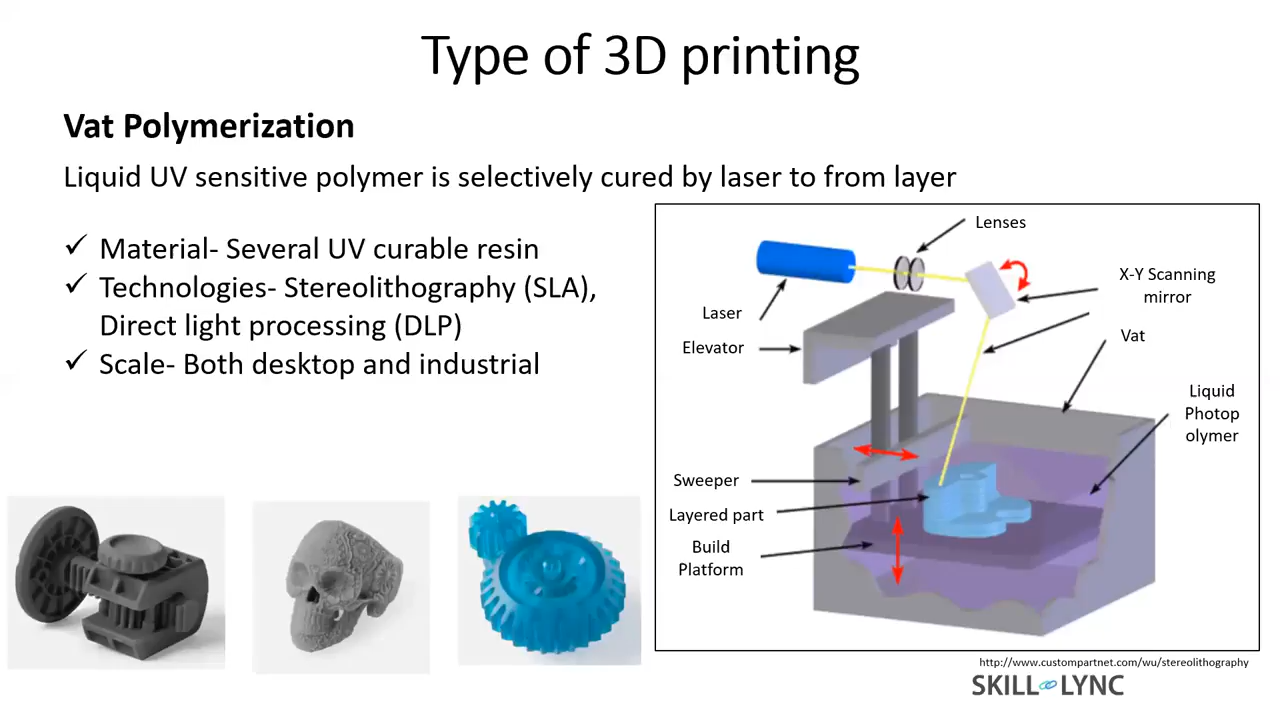 Type of 3D printing
Vat Polymerization
Liquid UV sensitive polymer is selectively cured by laser to from layer
✓ Material- Several UV curable resin
✓ Technologies- Stereolithography (SLA),
Direct light processing (DLP)
✓ Scale- Both desktop and industrial
Lenses
X-Y Scanning
mirror
Laser
Elevator
Vat
Liquid
Photop
olymer
Sweeper
Layered part
Build
Platform
http://www.custompartnet.com/wu/stereolithography
SKILL LYNC